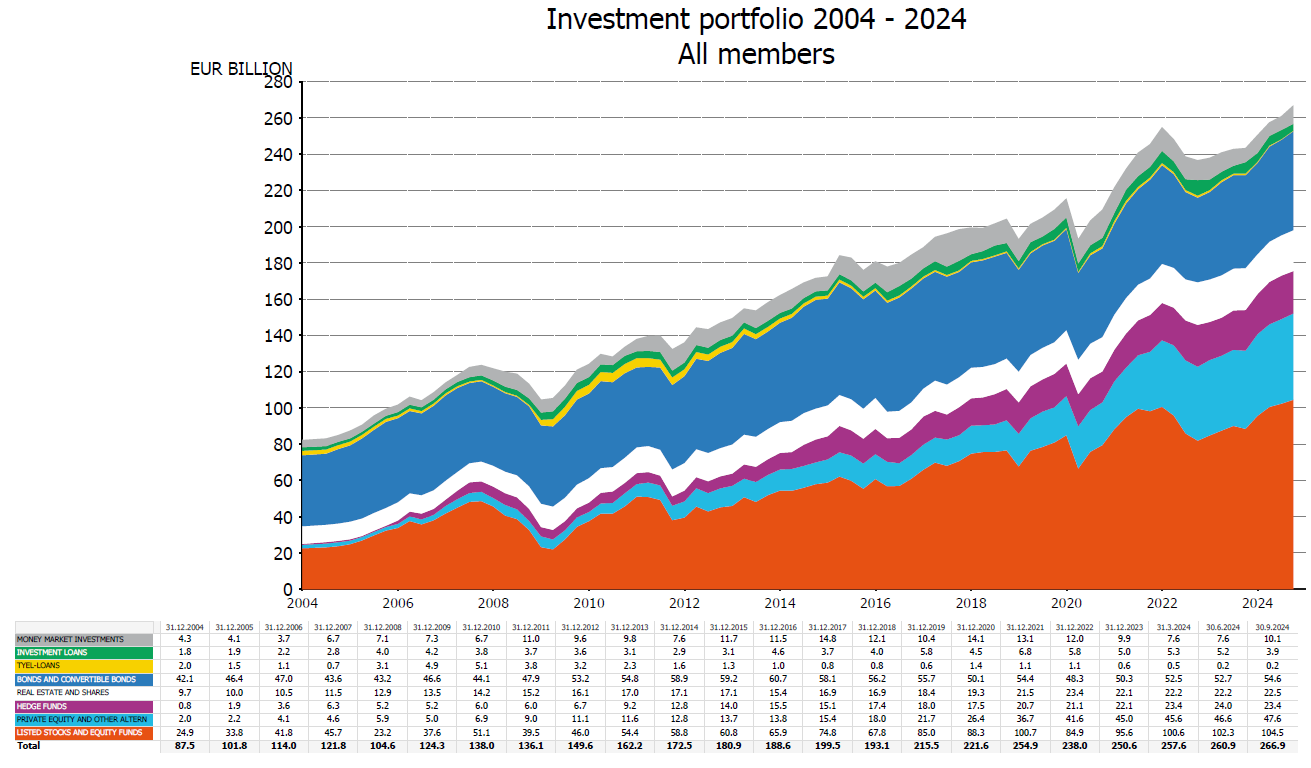 Investment portfolio 2004 - 2024
All members
EUR BILLION
280
260
240
220
200
180
160
140
120
100
80
60
40
20
0
2004 2006 2008 2010 2012 2014 2016 2018 2020 2022 2024
31.12.2004 31.12.2005 31.12.2006 31.12.2007 31.12.2008 31.12.2009 31.12.2010 31.12.2011 31.12.2012 31.12.2013 31.12.2014 31.12.2015 31.12.2016 31.12.2017 31.12.2018 31.12.2019 31.12.2020 31.12.2021 31.12.2022 31.12.2023 31.3.2024 30.6.2024 30.9.2024
MONEY MARKET INVESTMENTS 4.3 4.1 3.7 6.7 7.1 7.3 6.7 11.0 9.6 9.8 7.6 11.7 11.5 14.8 12.1 10.4 14.1 13.1 12.0 9.9 7.6 7.6 10.1
INVESTMENT LOANS 1.8 1.9 2.2 2.8 4.0 4.2 3.8 3.7 3.6 3.1 2.9 3.1 4.6 3.7 4.0 5.8 4.5 6.8 5.8 5.0 5.3 5.2 3.9
TYEL-LOANS 2.0 1.5 1.1 0.7 3.1 4.9 5.1 3.8 3.2 2.3 1.6 1.3 1.0 0.8 0.8 0.6 1.4 1.1 1.1 0.6 0.5 0.2 0.2
BONDS AND CONVERTIBLE BONDS 42.1 46.4 47.0 43.6 43.2 46.6 44.1 47.9 53.2 54.8 58.9 59.2 60.7 58.1 56.2 55.7 50.1 54.4 48.3 50.3 52.5 52.7 54.6
REAL ESTATE AND SHARES 9.7 10.0 10.5 11.5 12.9 13.5 14.2 15.2 16.1 17.0 17.1 17.1 15.4 16.9 16.9 18.4 19.3 21.5 23.4 22.1 22.2 22.2 22.5
HEDGE FUNDS 0.8 1.9 3.6 6.3 5.2 5.2 6.0 6.0 6.7 9.2 12.8 14.0 15.5 15.1 17.4 18.0 17.5 20.7 21.1 22.1 23.4 24.0 23.4
PRIVATE EQUITY AND OTHER ALTERN 2.0 2.2 4.1 4.6 5.9 5.0 6.9 9.0 11.1 11.6 12.8 13.7 13.8 15.4 18.0 21.7 26.4 36.7 41.6 45.0 45.6 46.6 47.6
LISTED STOCKS AND EQUITY FUNDS 24.9 33.8 41.8 45.7 23.2 37.6 51.1 39.5 46.0 54.4 58.8 60.8 65.9 74.8 67.8 85.0 88.3 100.7 84.9 95.6 100.6 102.3 104.5
Total 87.5 101.8 114.0 121.8 104.6 124.3 138.0 136.1 149.6 162.2 172.5 180.9 188.6 199.5 193.1 215.5 221.6 254.9 238.0 250.6 257.6 260.9 266.9